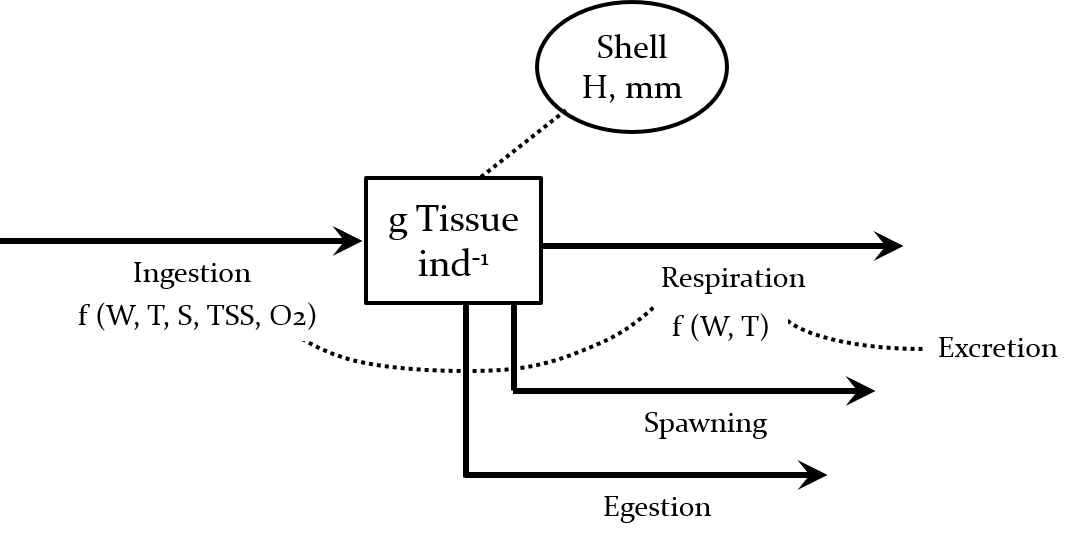 Shell
H, mm
g Tissue
ind⁻¹
Ingestion
f (W, T, S, TSS, O2)
Respiration
f (W, T)
Excretion
Spawning
Egestion